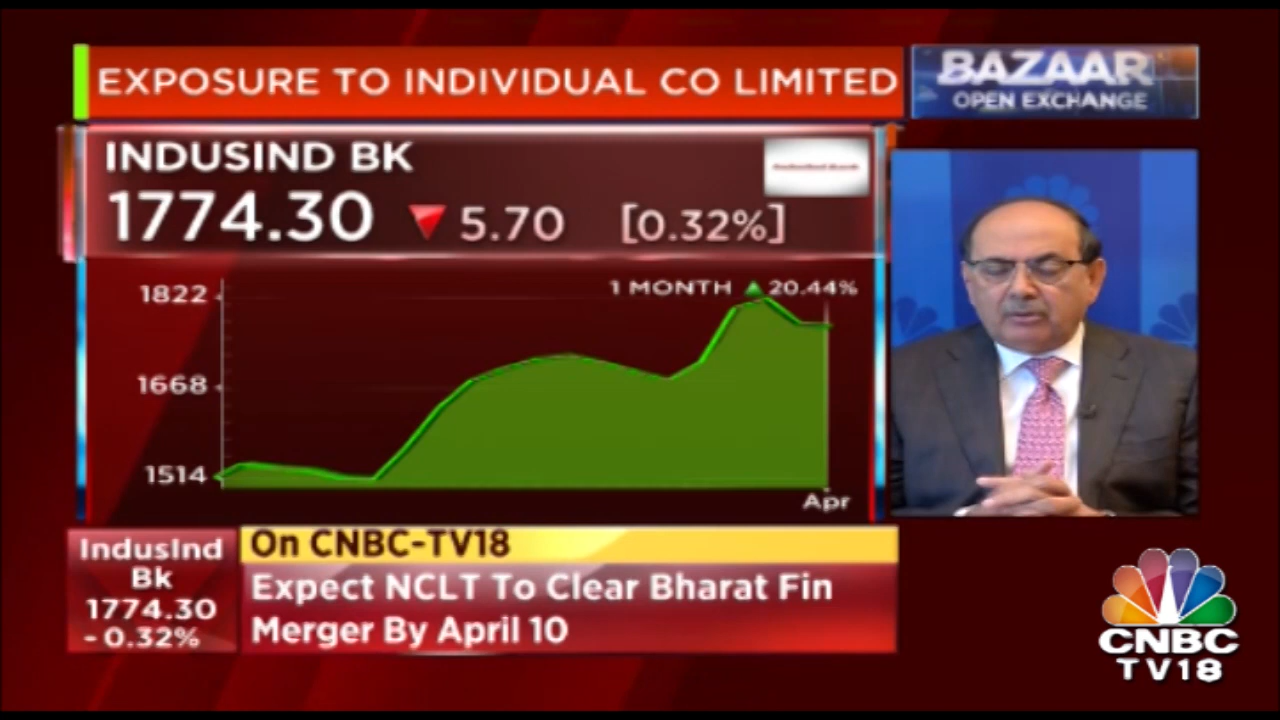 EXPOSURE TO INDIVIDUAL CO LIMITED
BAZAAR
OPEN EXCHANGE
INDUSIND BK
1774.30 ▼ 5.70 [0.32%]
1 MONTH ▲ 20.44%
1822
1668
1514
Apr
IndusInd
Bk
1774.30
- 0.32%
On CNBC-TV18
Expect NCLT To Clear Bharat Fin
Merger By April 10
CNBC
TV18